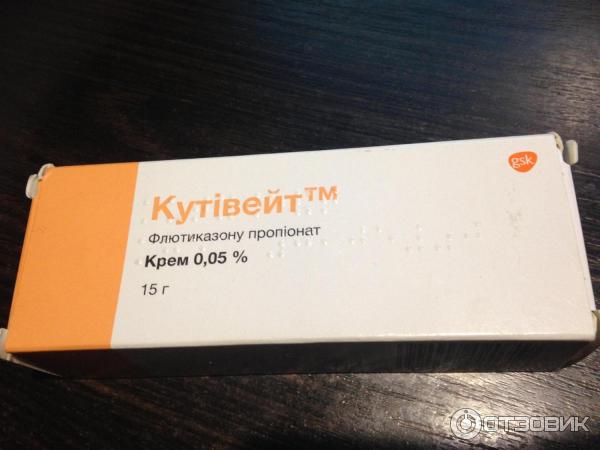 Кутівейт™
gsk
Флютиказону пропіонат
Крем 0,05 %
15 г
ОТЗОВИК